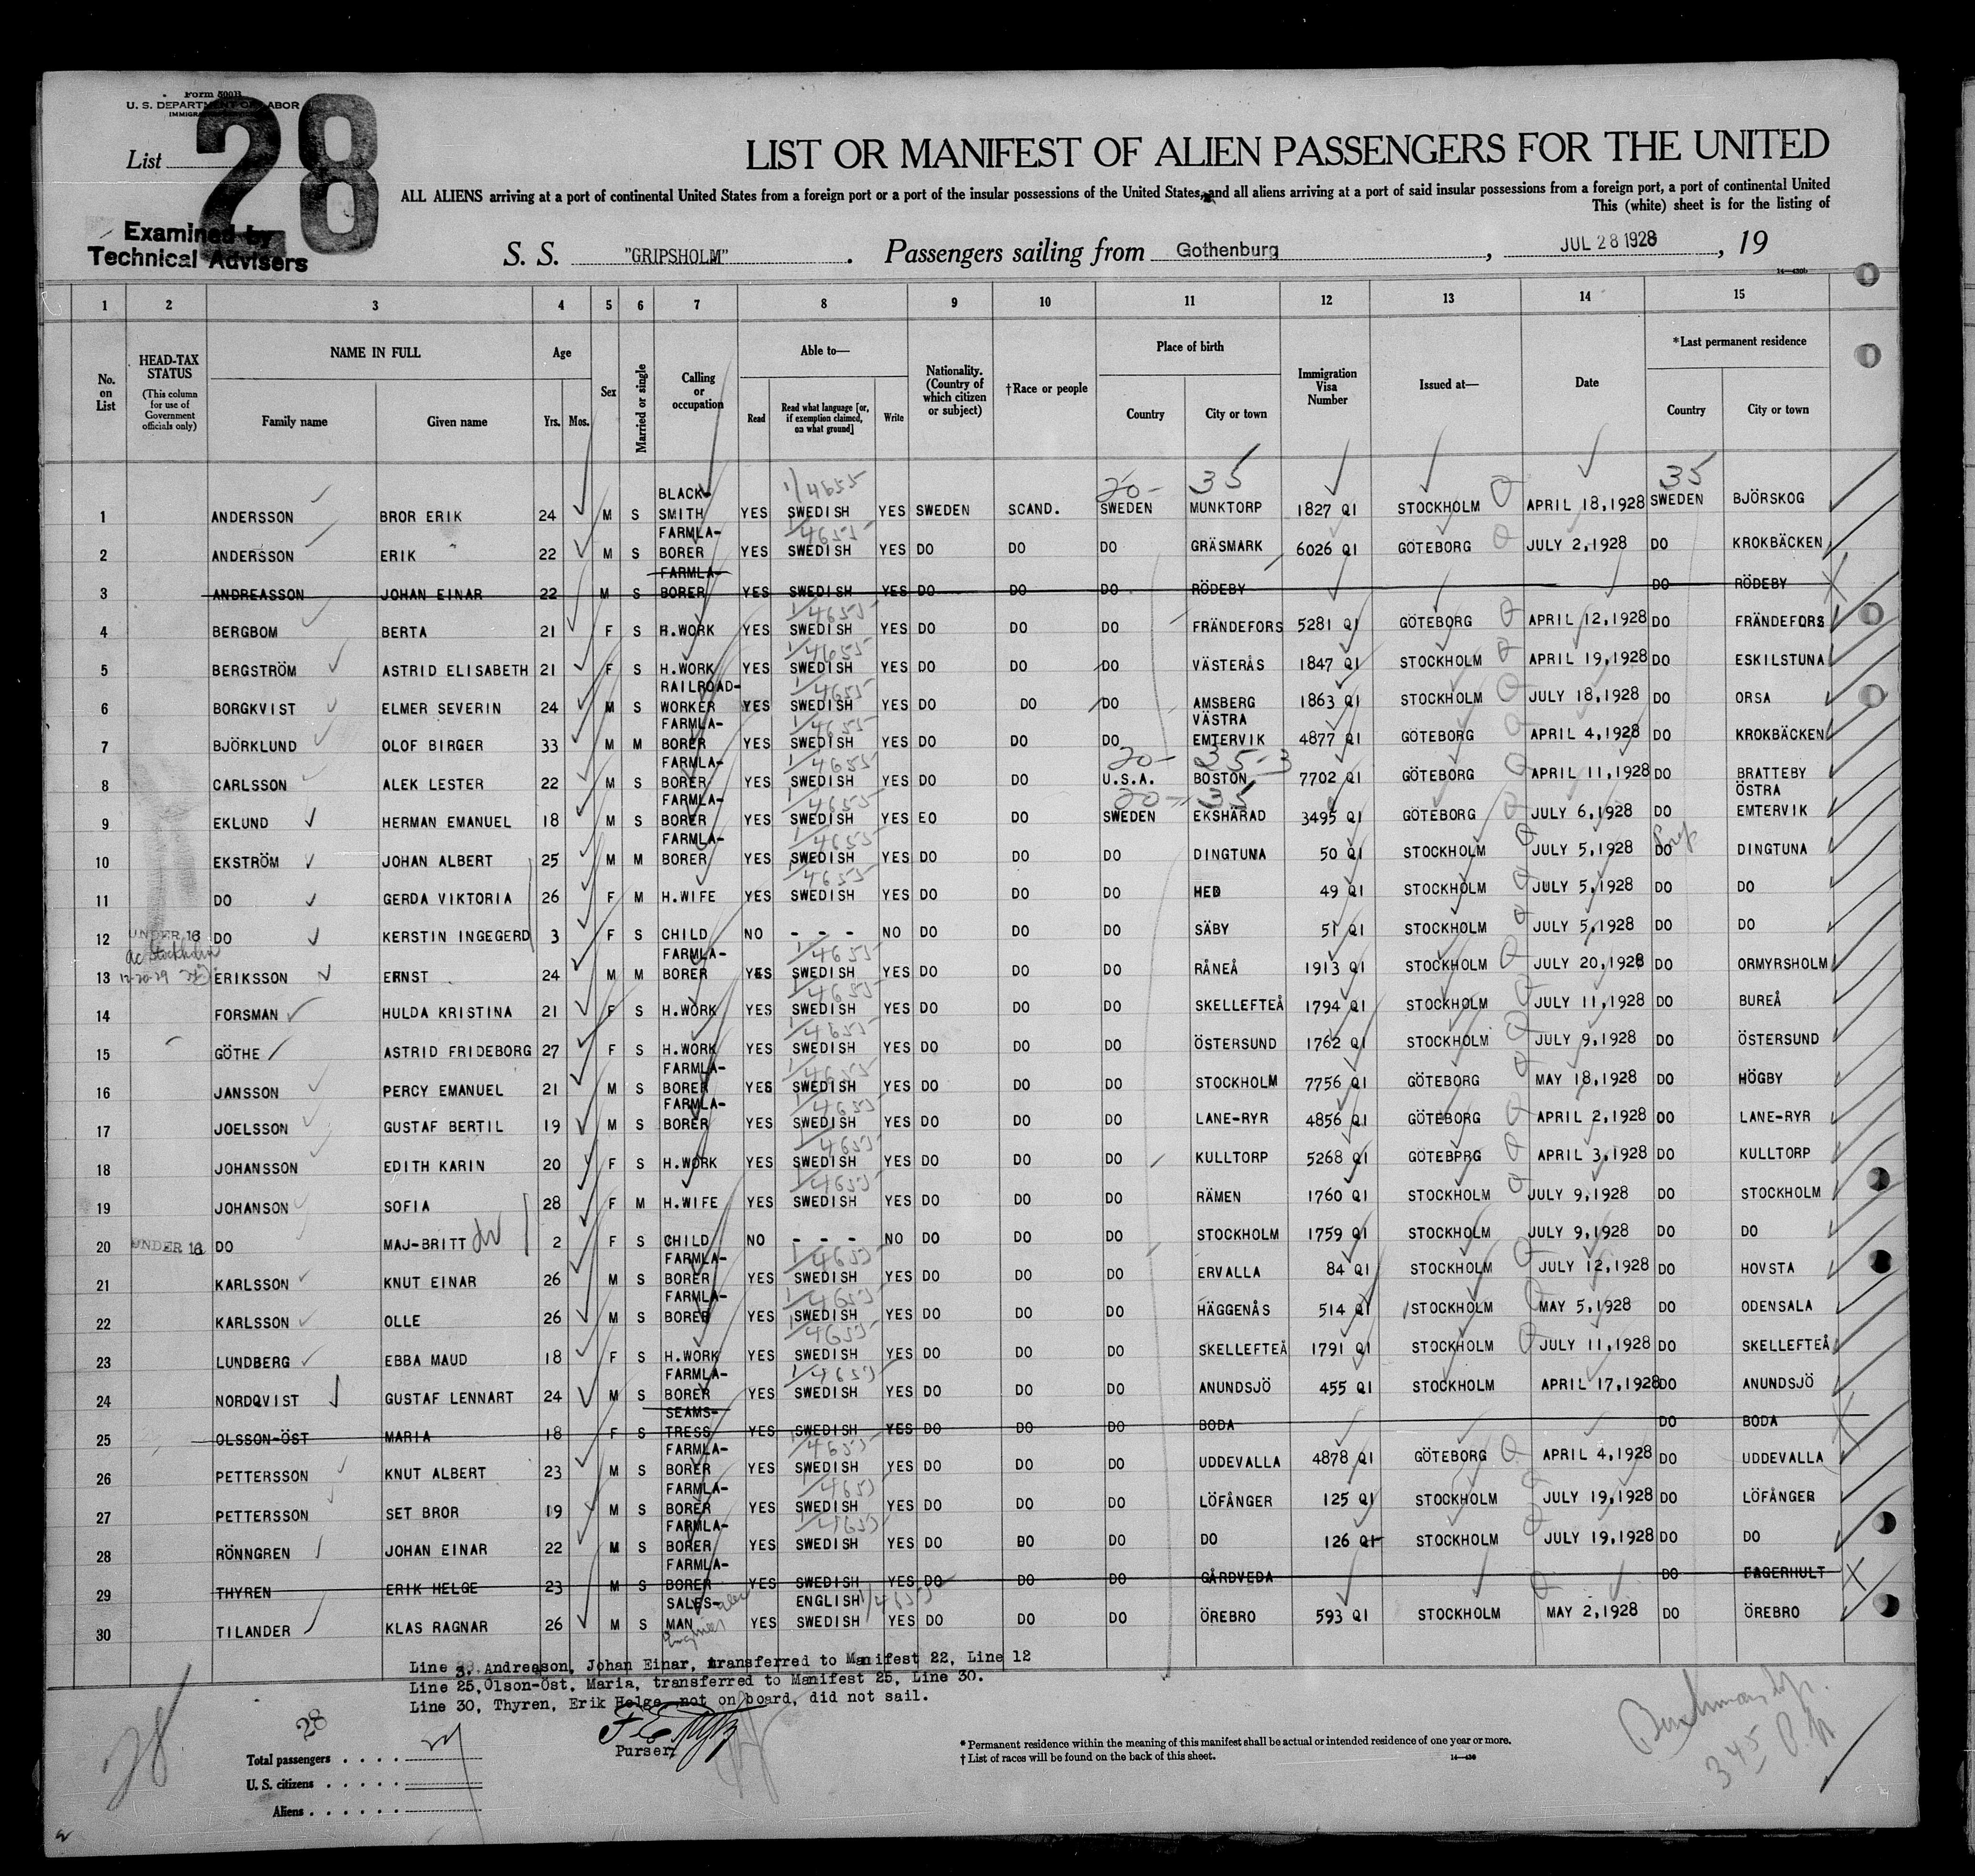 Form 500B
U. S. DEPARTMENT OF LABOR
List
28
Examined by
Technical Advisers
LIST OR MANIFEST OF ALIEN PASSENGERS FOR THE UNITED
ALL ALIENS arriving at a port of continental United States from a foreign port or a port of the insular possessions of the United States, and all aliens arriving at a port of said insular possessions from a foreign port, a port of continental United
This (white) sheet is for the listing of
S. S. "GRIPSHOLM" . Passengers sailing from Gothenburg , JUL 28 1928 , 19
14—430b
1 2 3 4 5 6 7 8 9 10 11 12 13 14 15
No. on List
HEAD-TAX STATUS
(This column for use of Government officials only)
NAME IN FULL
Family name
Given name
Age
Yrs. Mos.
Sex
Married or single
Calling or occupation
Able to—
Read
Read what language [or, if exemption claimed, on what ground]
Write
Nationality. (Country of which citizen or subject)
†Race or people
Place of birth
Country
City or town
Immigration Visa Number
Issued at—
Date
*Last permanent residence
Country
City or town
20- 35 35
1 ANDERSSON BROR ERIK 24 M S BLACK-SMITH YES SWEDISH YES SWEDEN SCAND. SWEDEN MUNKTORP 1827 QI STOCKHOLM APRIL 18,1928 SWEDEN BJÖRSKOG
2 ANDERSSON ERIK 22 M S FARMLA-BORER YES SWEDISH YES DO DO DO GRÄSMARK 6026 QI GÖTEBORG JULY 2,1928 DO KROKBÄCKEN
3 ANDREASSON JOHAN EINAR 22 M S FARMLA-BORER YES SWEDISH YES DO DO DO RÖDEBY DO RÖDEBY
4 BERGBOM BERTA 21 F S H.WORK YES SWEDISH YES DO DO DO FRÄNDEFORS 5281 QI GÖTEBORG APRIL 12,1928 DO FRÄNDEFORS
5 BERGSTRÖM ASTRID ELISABETH 21 F S H.WORK YES SWEDISH YES DO DO DO VÄSTERÅS 1847 QI STOCKHOLM APRIL 19,1928 DO ESKILSTUNA
6 BORGKVIST ELMER SEVERIN 24 M S RAILROAD-WORKER YES SWEDISH YES DO DO DO AMSBERG 1863 QI STOCKHOLM JULY 18,1928 DO ORSA
7 BJÖRKLUND OLOF BIRGER 33 M M FARMLA-BORER YES SWEDISH YES DO DO DO VÄSTRA EMTERVIK 4877 QI GÖTEBORG APRIL 4,1928 DO KROKBÄCKEN
20- 35-3
8 CARLSSON ALEK LESTER 22 M S FARMLA-BORER YES SWEDISH YES DO DO U.S.A. BOSTON 7702 QI GÖTEBORG APRIL 11,1928 DO BRATTEBY
20- 35
9 EKLUND HERMAN EMANUEL 18 M S FARMLA-BORER YES SWEDISH YES EO DO SWEDEN EKSHÄRAD 3495 QI GÖTEBORG JULY 6,1928 DO ÖSTRA EMTERVIK
10 EKSTRÖM JOHAN ALBERT 25 M M FARMLA-BORER YES SWEDISH YES DO DO DO DINGTUNA 50 QI STOCKHOLM JULY 5,1928 DO DINGTUNA
11 DO GERDA VIKTORIA 26 F M H.WIFE YES SWEDISH YES DO DO DO HED 49 QI STOCKHOLM JULY 5,1928 DO DO
12 UNDER 16 DO KERSTIN INGEGERD 3 F S CHILD NO - - - NO DO DO DO SÄBY 51 QI STOCKHOLM JULY 5,1928 DO DO
13 ac Stockholm 12-20-29 ERIKSSON ERNST 24 M M FARMLA-BORER YES SWEDISH YES DO DO DO RÅNEÅ 1913 QI STOCKHOLM JULY 20,1928 DO ORMYRSHOLM
14 FORSMAN HULDA KRISTINA 21 F S H.WORK YES SWEDISH YES DO DO DO SKELLEFTEÅ 1794 QI STOCKHOLM JULY 11,1928 DO BUREÅ
15 GÖTHE ASTRID FRIDEBORG 27 F S H.WORK YES SWEDISH YES DO DO DO ÖSTERSUND 1762 QI STOCKHOLM JULY 9,1928 DO ÖSTERSUND
16 JANSSON PERCY EMANUEL 21 M S FARMLA-BORER YES SWEDISH YES DO DO DO STOCKHOLM 7756 QI GÖTEBORG MAY 18,1928 DO HÖGBY
17 JOELSSON GUSTAF BERTIL 19 M S FARMLA-BORER YES SWEDISH YES DO DO DO LANE-RYR 4856 QI GÖTEBORG APRIL 2,1928 DO LANE-RYR
18 JOHANSSON EDITH KARIN 20 F S H.WORK YES SWEDISH YES DO DO DO KULLTORP 5268 QI GÖTEBPRG APRIL 3,1928 DO KULLTORP
19 JOHANSON SOFIA 28 F M H.WIFE YES SWEDISH YES DO DO DO RÄMEN 1760 QI STOCKHOLM JULY 9,1928 DO STOCKHOLM
20 UNDER 16 DO MAJ-BRITT 2 F S CHILD NO - - - NO DO DO DO STOCKHOLM 1759 QI STOCKHOLM JULY 9,1928 DO DO
21 KARLSSON KNUT EINAR 26 M S FARMLA-BORER YES SWEDISH YES DO DO DO ERVALLA 84 QI STOCKHOLM JULY 12,1928 DO HOVSTA
22 KARLSSON OLLE 26 M S FARMLA-BORER YES SWEDISH YES DO DO DO HÄGGENÅS 514 QI STOCKHOLM MAY 5,1928 DO ODENSALA
23 LUNDBERG EBBA MAUD 18 F S H.WORK YES SWEDISH YES DO DO DO SKELLEFTEÅ 1791 QI STOCKHOLM JULY 11,1928 DO SKELLEFTEÅ
24 NORDQVIST GUSTAF LENNART 24 M S FARMLA-BORER YES SWEDISH YES DO DO DO ANUNDSJÖ 455 QI STOCKHOLM APRIL 17,1928 DO ANUNDSJÖ
25 OLSSON-ÖST MARIA 18 F S SEAMS-TRESS YES SWEDISH YES DO DO DO BODA DO BODA
26 PETTERSSON KNUT ALBERT 23 M S FARMLA-BORER YES SWEDISH YES DO DO DO UDDEVALLA 4878 QI GÖTEBORG APRIL 4,1928 DO UDDEVALLA
27 PETTERSSON SET BROR 19 M S FARMLA-BORER YES SWEDISH YES DO DO DO LÖFÅNGER 125 QI STOCKHOLM JULY 19,1928 DO LÖFÅNGER
28 RÖNNGREN JOHAN EINAR 22 M S FARMLA-BORER YES SWEDISH YES DO DO DO DO 126 QI STOCKHOLM JULY 19,1928 DO DO
29 THYREN ERIK HELGE 23 M S FARMLA-BORER YES SWEDISH YES DO DO DO GÅRDVEDA DO FAGERHULT
30 TILANDER KLAS RAGNAR 26 M S SALES-MAN YES ENGLISH SWEDISH YES DO DO DO ÖREBRO 593 QI STOCKHOLM MAY 2,1928 DO ÖREBRO
Line 3, Andreason, Johan Einar, transferred to Manifest 22, Line 12
Line 25, Olson-Ost, Maria, transferred to Manifest 25, Line 30.
Line 30, Thyren, Erik Helge, not on board, did not sail.
Purser
28
28
Total passengers . . . .
U. S. citizens . . . . .
Aliens . . . . . .
* Permanent residence within the meaning of this manifest shall be actual or intended residence of one year or more.
† List of races will be found on the back of this sheet.
14—430
345